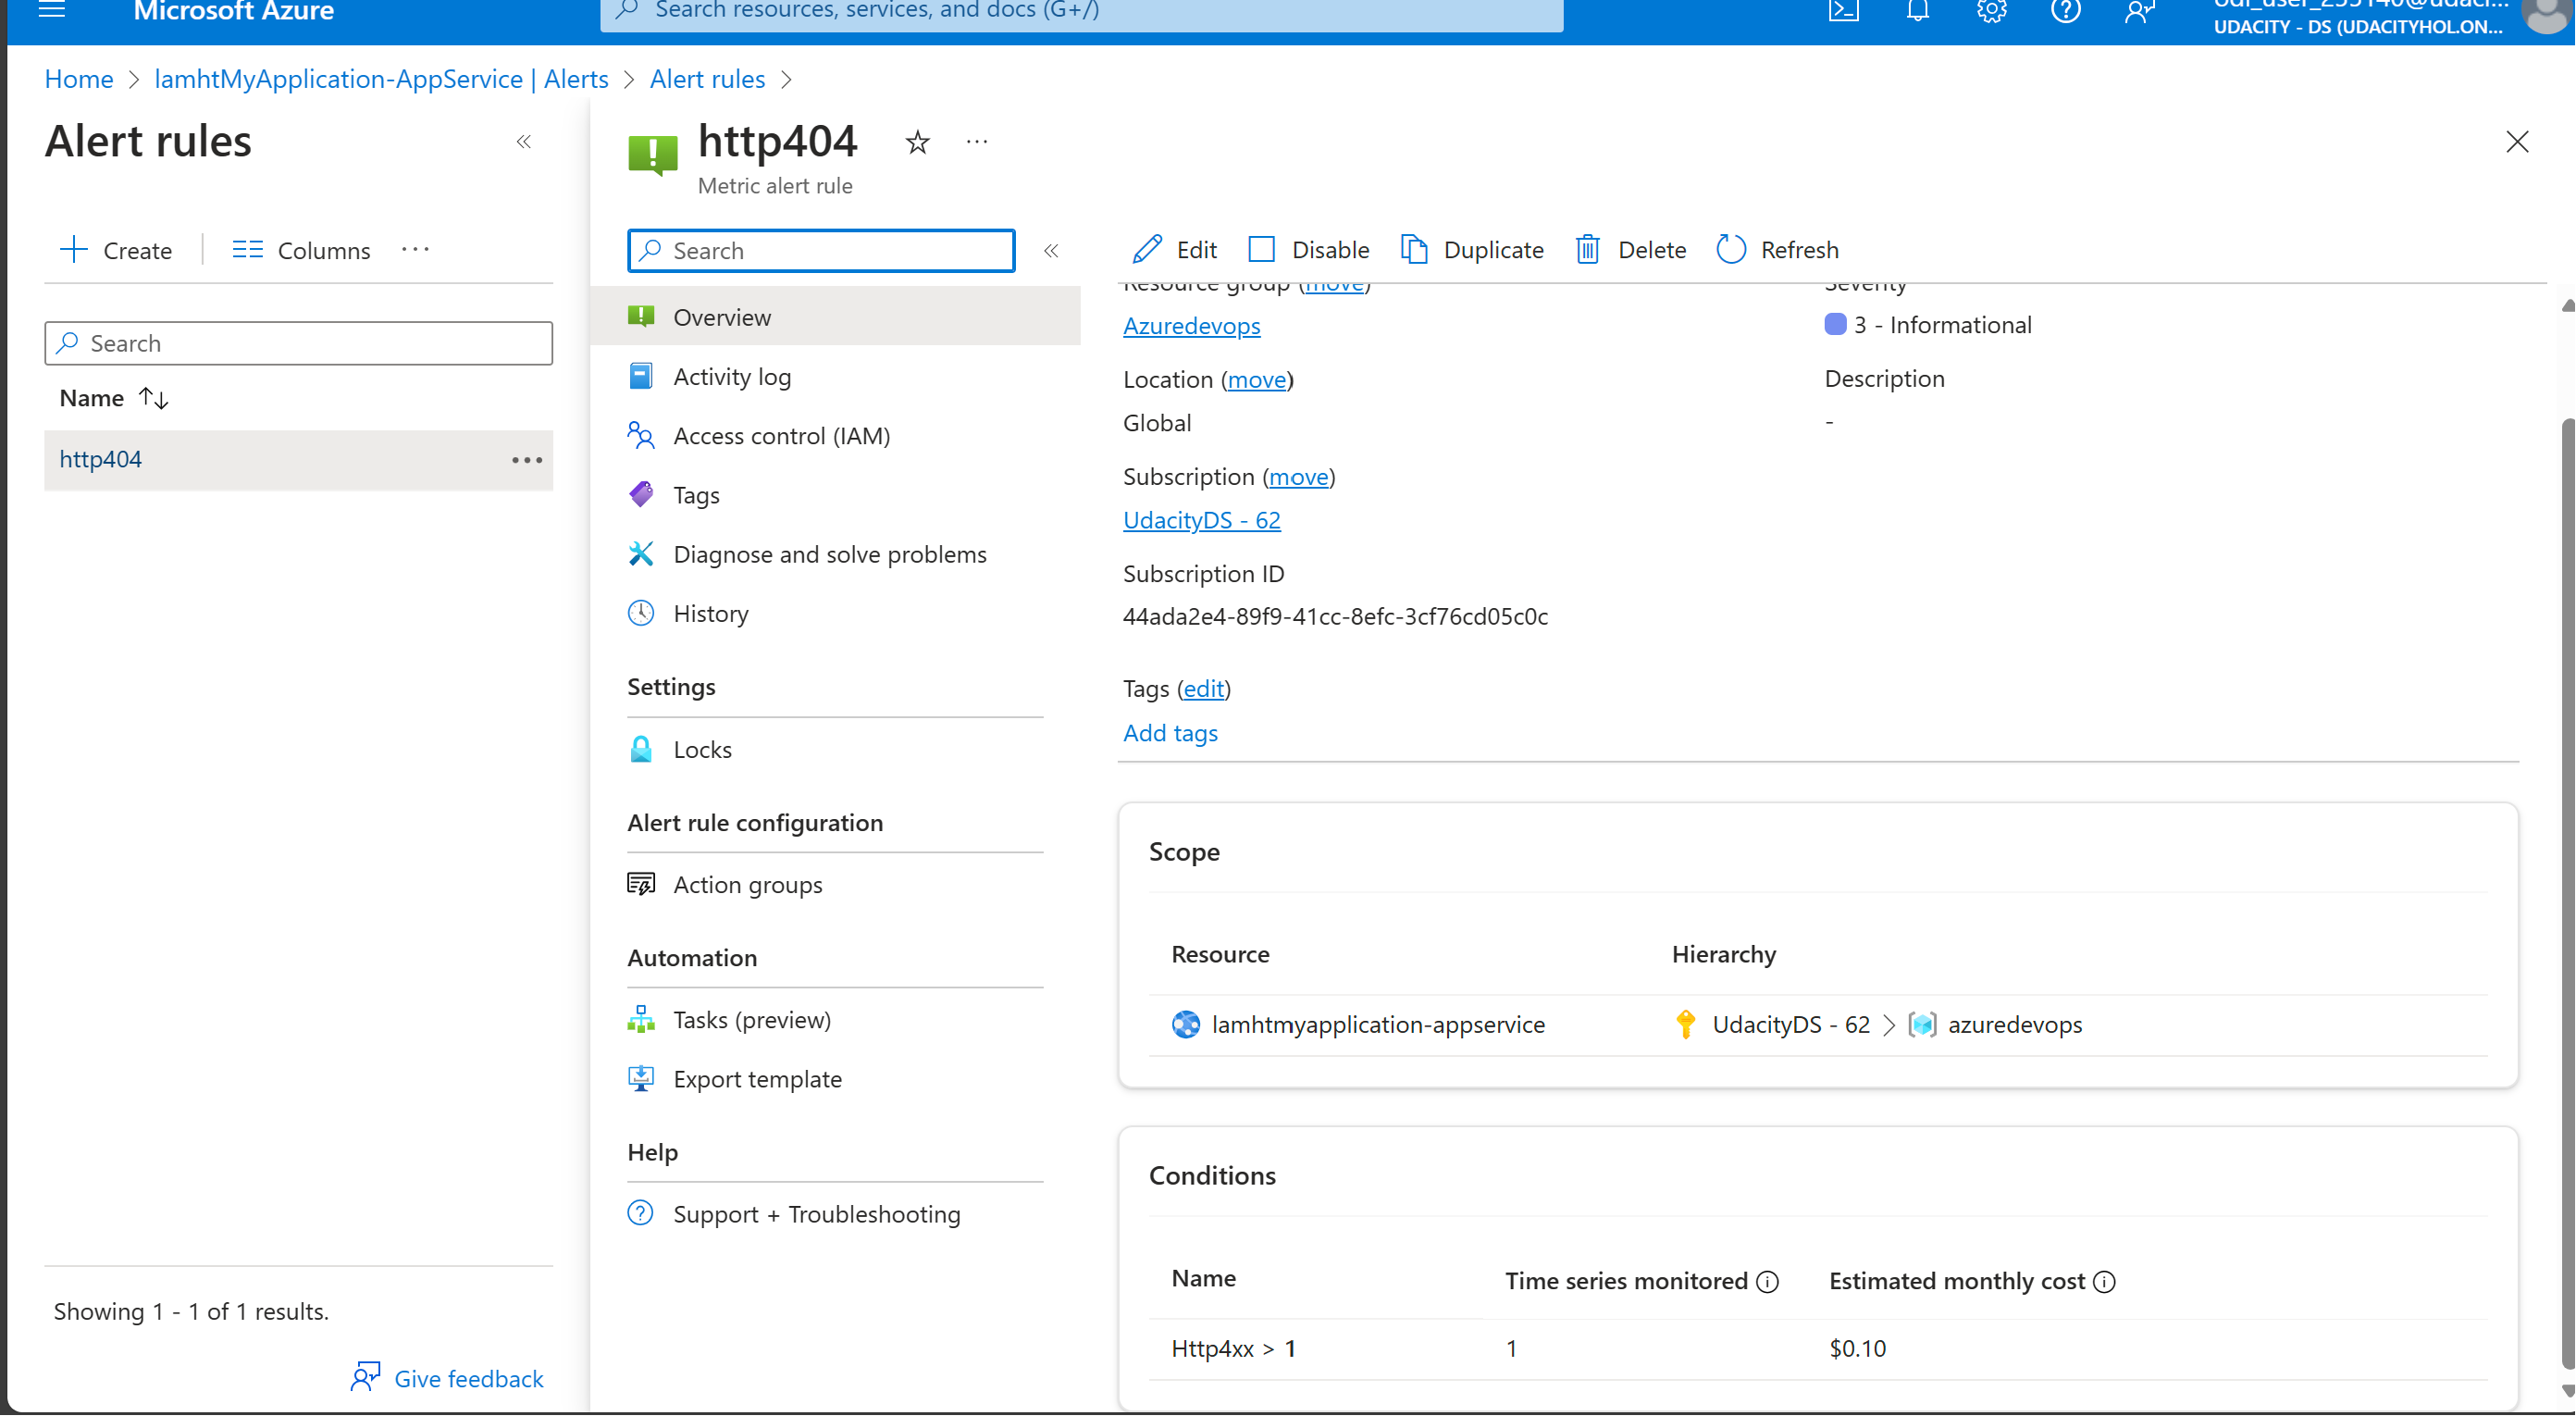 Microsoft Azure
Search resources, services, and docs (G+/)
UDACITY - DS (UDACITYHOL.ON...
Home > lamhtMyApplication-AppService | Alerts > Alert rules >
Alert rules
«
http404
...
Metric alert rule
Create
Columns
...
Search
«
Edit
Disable
Duplicate
Delete
Refresh
Search
Name
http404
...
Showing 1 - 1 of 1 results.
Give feedback
Overview
Activity log
Access control (IAM)
Tags
Diagnose and solve problems
History
Settings
Locks
Alert rule configuration
Action groups
Automation
Tasks (preview)
Export template
Help
Support + Troubleshooting
Resource group (move)
Azuredevops
Location (move)
Global
Subscription (move)
UdacityDS - 62
Subscription ID
44ada2e4-89f9-41cc-8efc-3cf76cd05c0c
Tags (edit)
Add tags
Severity
3 - Informational
Description
-
Scope
Resource
Hierarchy
lamhtmyapplication-appservice
UdacityDS - 62 > azuredevops
Conditions
Name
Time series monitored
Estimated monthly cost
Http4xx > 1
1
$0.10